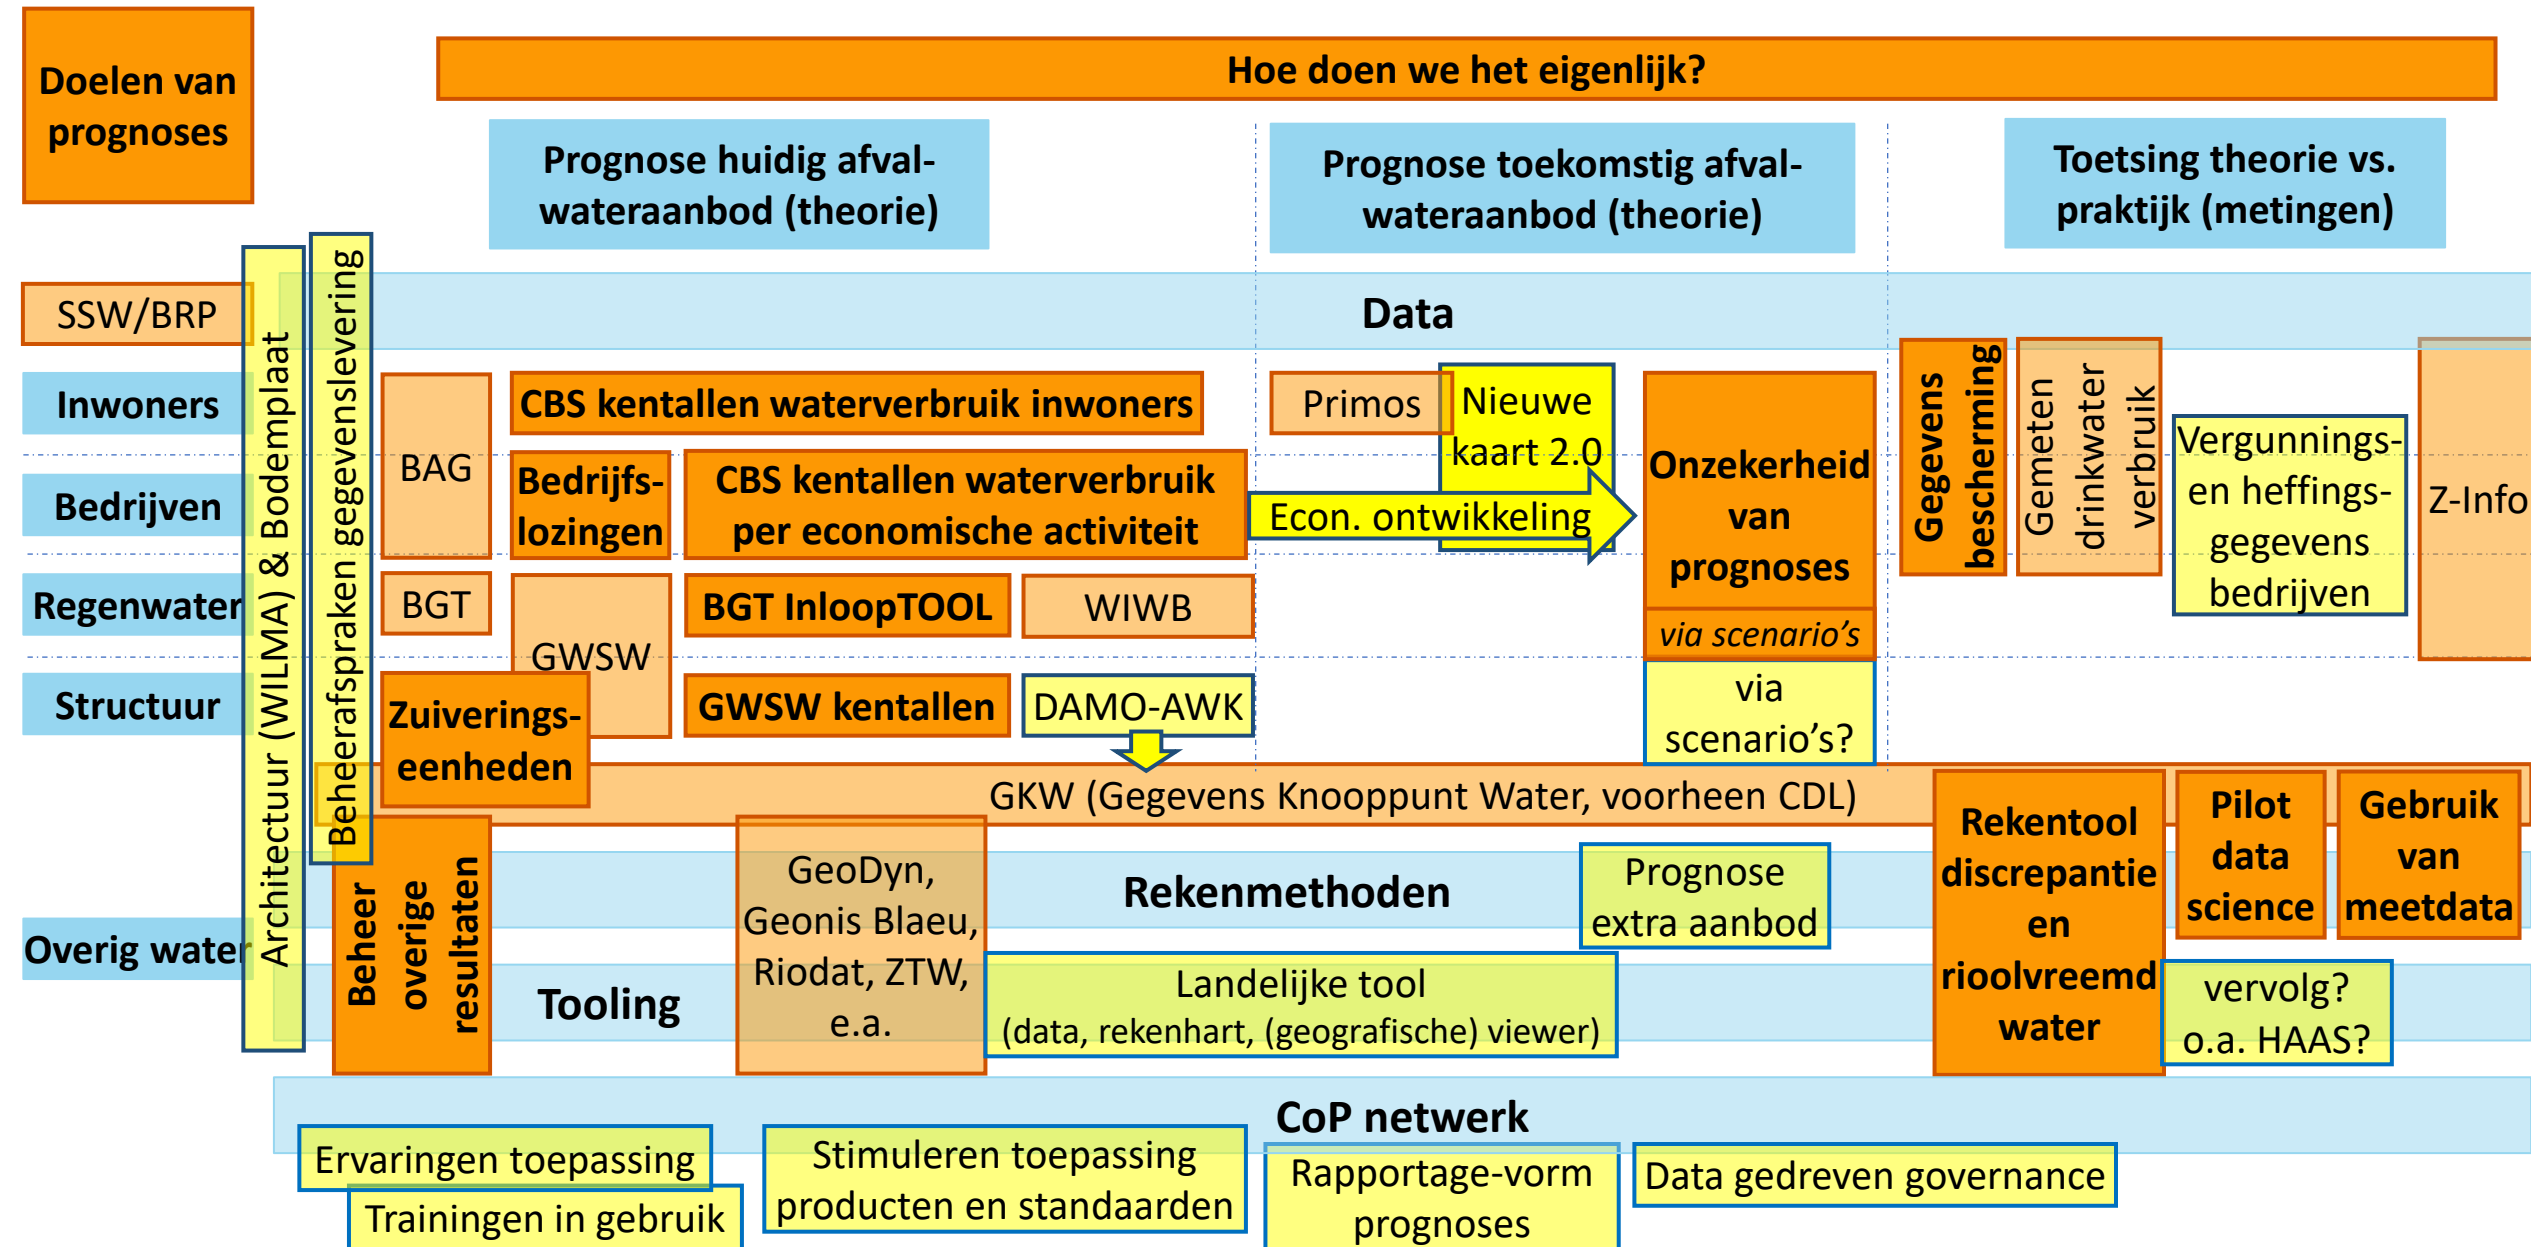 Doelen van
prognoses
Hoe doen we het eigenlijk?
Prognose huidig afval-
wateraanbod (theorie)
Prognose toekomstig afval-
wateraanbod (theorie)
Toetsing theorie vs.
praktijk (metingen)
SSW/BRP
Inwoners
Bedrijven
Regenwater
Structuur
Overig water
Architectuur (WILMA) & Bodemplaat
Beheerafspraken gegevenslevering
Data
BAG
CBS kentallen waterverbruik inwoners
Bedrijfs-
lozingen
CBS kentallen waterverbruik
per economische activiteit
BGT
GWSW
BGT InloopTOOL
WIWB
Zuiverings-
eenheden
GWSW kentallen
DAMO-AWK
Primos
Nieuwe
kaart 2.0
Econ. ontwikkeling
Onzekerheid
van
prognoses
via scenario's
via
scenario's?
Gegevens
bescherming
Gemeten
drinkwater
verbruik
Vergunnings-
en heffings-
gegevens
bedrijven
Z-Info
GKW (Gegevens Knooppunt Water, voorheen CDL)
Beheer
overige
resultaten
GeoDyn,
Geonis Blaeu,
Riodat, ZTW,
e.a.
Rekenmethoden
Prognose
extra aanbod
Tooling
Landelijke tool
(data, rekenhart, (geografische) viewer)
Rekentool
discrepantie
en
rioolvreemd
water
Pilot
data
science
Gebruik
van
meetdata
vervolg?
o.a. HAAS?
CoP netwerk
Ervaringen toepassing
Trainingen in gebruik
Stimuleren toepassing
producten en standaarden
Rapportage-vorm
prognoses
Data gedreven governance